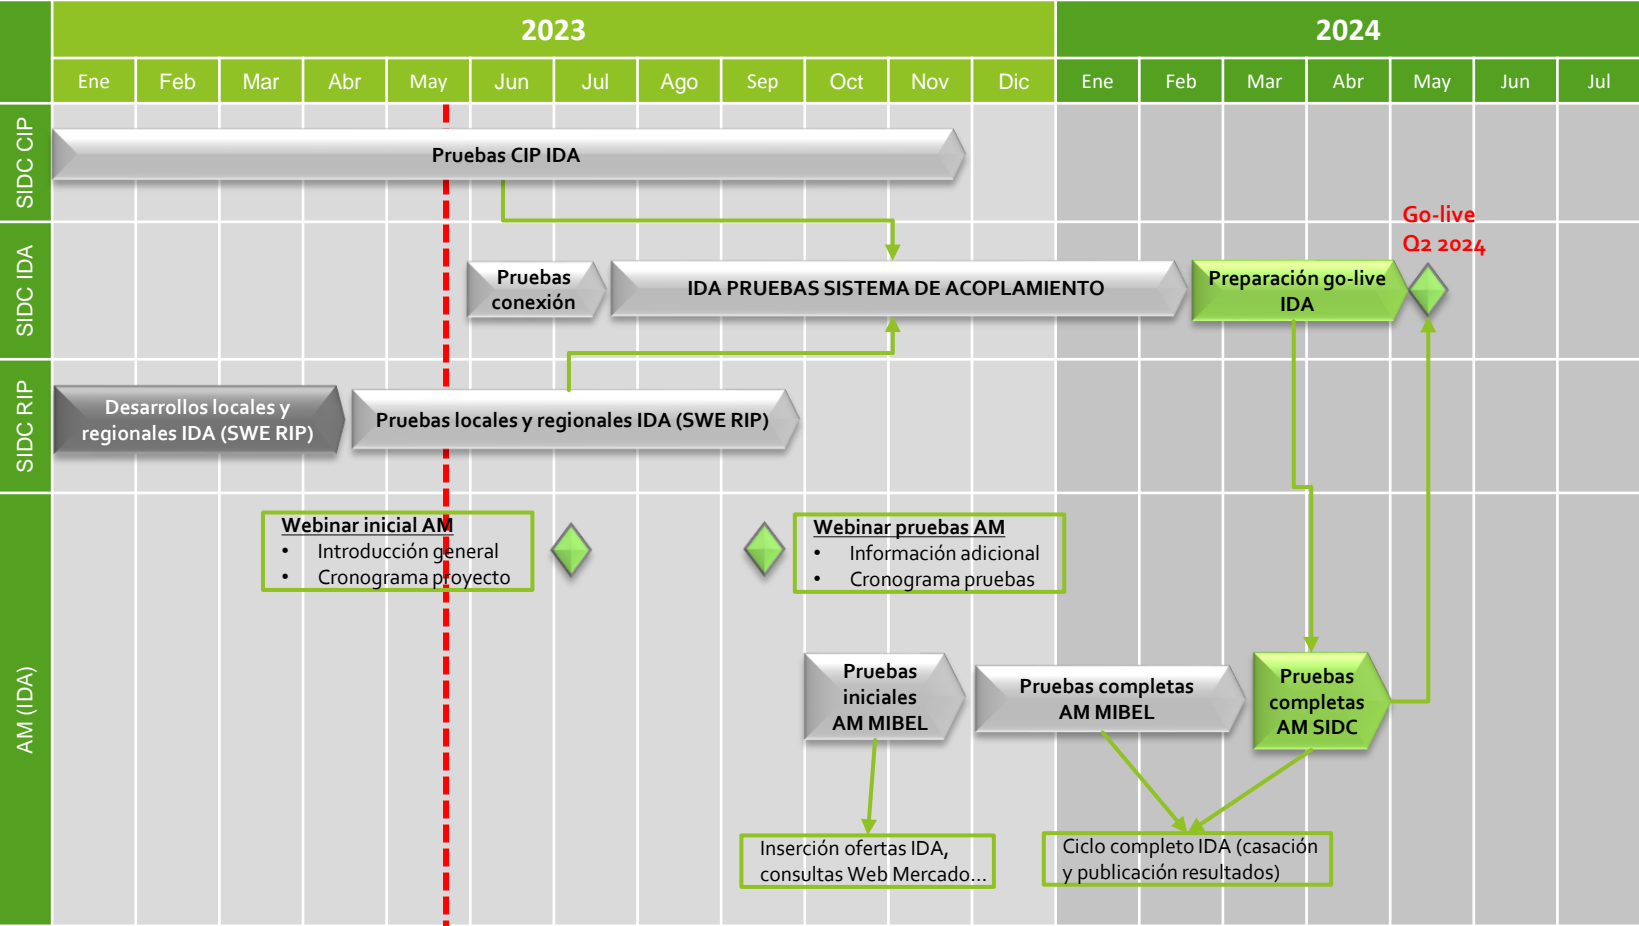 2023
2024
Ene Feb Mar Abr May Jun Jul Ago Sep Oct Nov Dic Ene Feb Mar Abr May Jun Jul
SIDC CIP
Pruebas CIP IDA
SIDC IDA
Go-live
Q2 2024
Pruebas
conexión
IDA PRUEBAS SISTEMA DE ACOPLAMIENTO
Preparación go-live
IDA
SIDC RIP
Desarrollos locales y
regionales IDA (SWE RIP)
Pruebas locales y regionales IDA (SWE RIP)
AM (IDA)
Webinar inicial AM
• Introducción general
• Cronograma proyecto
Webinar pruebas AM
• Información adicional
• Cronograma pruebas
Pruebas
iniciales
AM MIBEL
Pruebas completas
AM MIBEL
Pruebas
completas
AM SIDC
Inserción ofertas IDA,
consultas Web Mercado...
Ciclo completo IDA (casación
y publicación resultados)